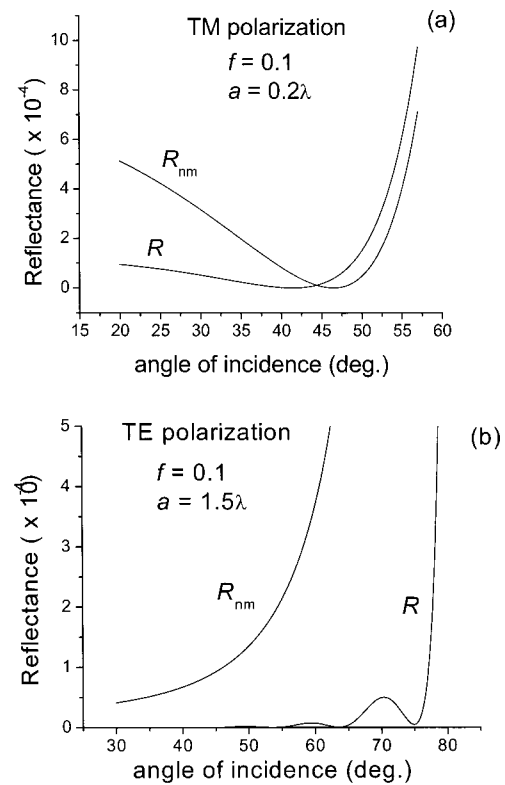 (a)
TM polarization
f = 0.1
a = 0.2λ
10
8
6
4
2
0
Reflectance ( x 10⁻⁴)
Rₙₘ
R
15 20 25 30 35 40 45 50 55 60
angle of incidence (deg.)
(b)
TE polarization
f = 0.1
a = 1.5λ
5
4
3
2
1
0
Reflectance ( x 10⁻⁴)
Rₙₘ
R
30 40 50 60 70 80
angle of incidence (deg.)